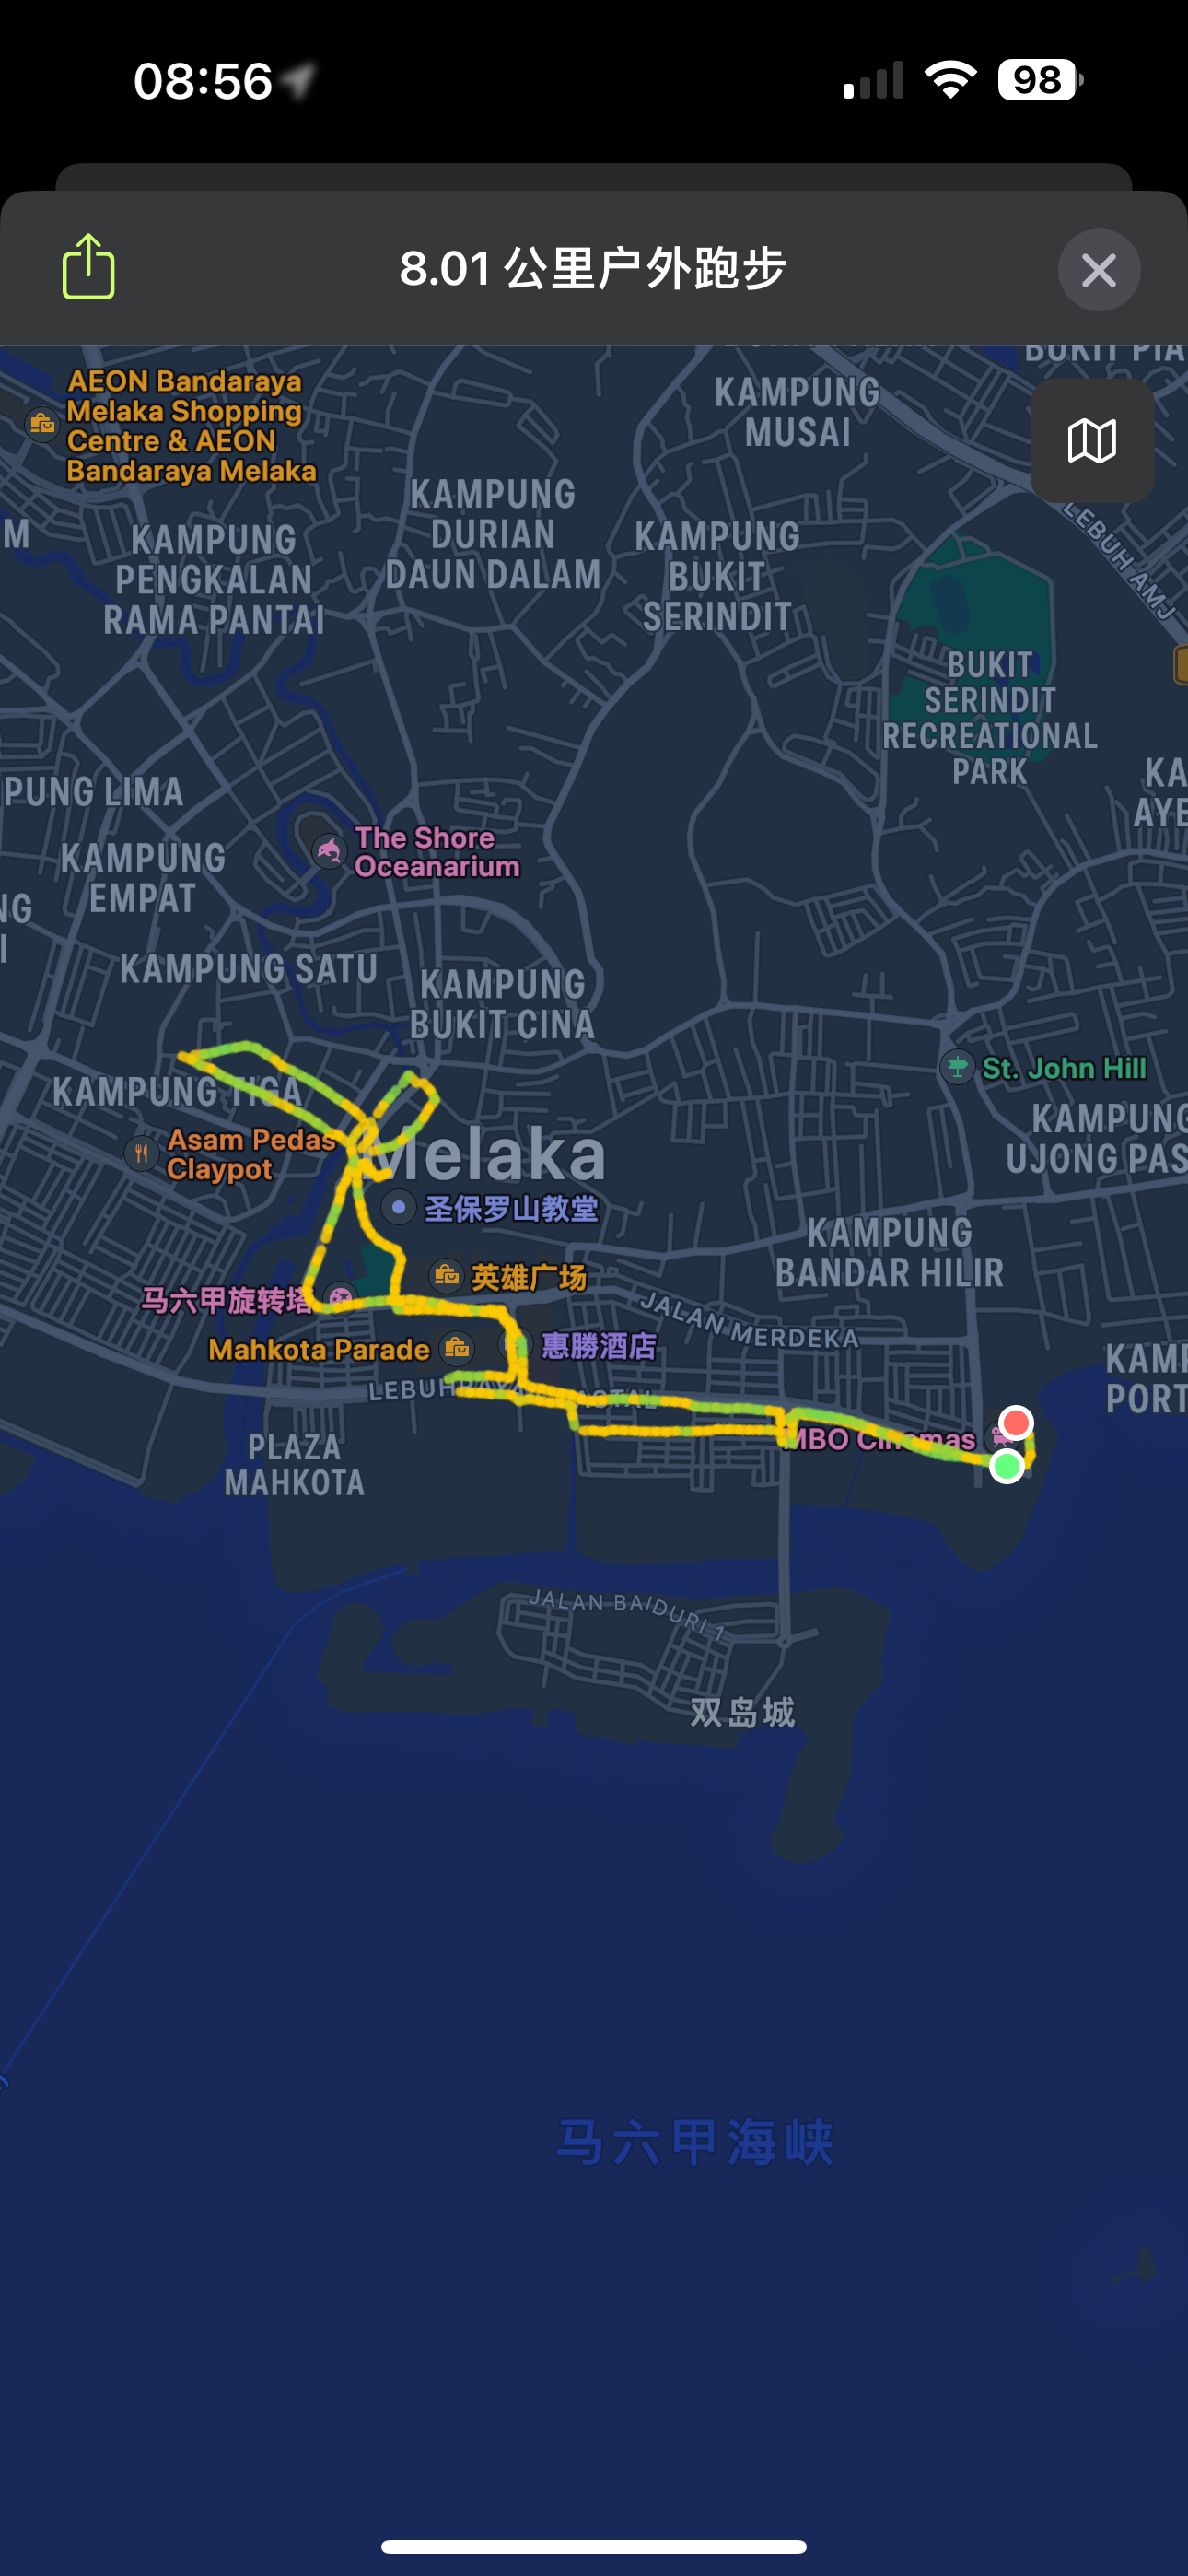 08:56
98
8.01 公里户外跑步
BUKIT PIA
AEON Bandaraya
Melaka Shopping
Centre & AEON
Bandaraya Melaka
KAMPUNG
MUSAI
KAMPUNG
DURIAN
DAUN DALAM
KAMPUNG
BUKIT
SERINDIT
LEBUH AMJ
M
KAMPUNG
PENGKALAN
RAMA PANTAI
BUKIT
SERINDIT
RECREATIONAL
PARK
PUNG LIMA
KA
AYE
The Shore
Oceanarium
KAMPUNG
EMPAT
NG
I
KAMPUNG SATU
KAMPUNG
BUKIT CINA
St. John Hill
KAMPUNG TIGA
KAMPUNG
UJONG PAS
Asam Pedas
Claypot
Melaka
圣保罗山教堂
KAMPUNG
BANDAR HILIR
英雄广场
马六甲旋转塔
JALAN MERDEKA
Mahkota Parade
惠勝酒店
KAMP
PORT
LEBUH
MBO Cinemas
PLAZA
MAHKOTA
JALAN BAIDURI 1
双岛城
马六甲海峡